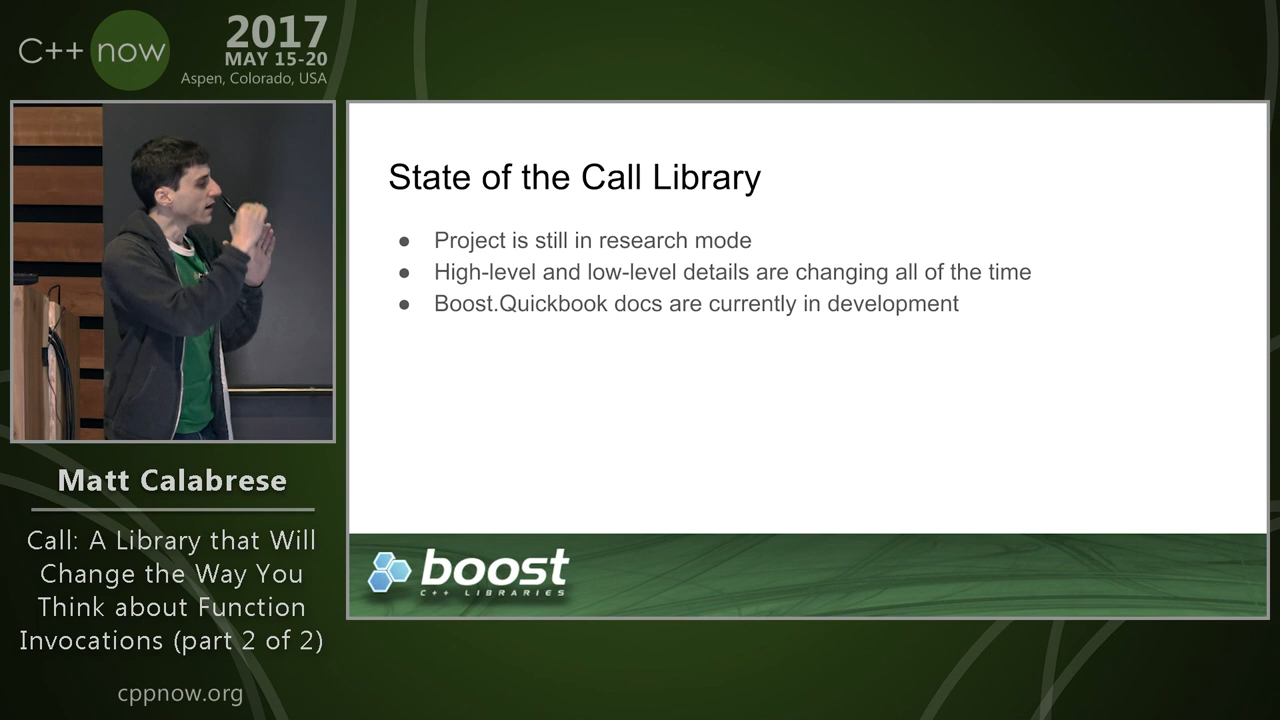 C++ now
2017
MAY 15-20
Aspen, Colorado, USA
State of the Call Library
● Project is still in research mode
● High-level and low-level details are changing all of the time
● Boost.Quickbook docs are currently in development
boost
C++ LIBRARIES
Matt Calabrese
Call: A Library that Will
Change the Way You
Think about Function
Invocations (part 2 of 2)
cppnow.org